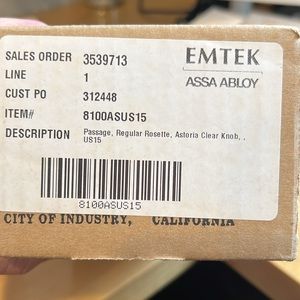 SALES ORDER 3539713
EMTEK
LINE 1
ASSA ABLOY
CUST PO 312448
ITEM# 8100ASUS15
DESCRIPTION Passage, Regular Rosette, Astoria Clear Knob, ,
US15
8100ASUS15
CITY OF INDUSTRY, CALIFORNIA